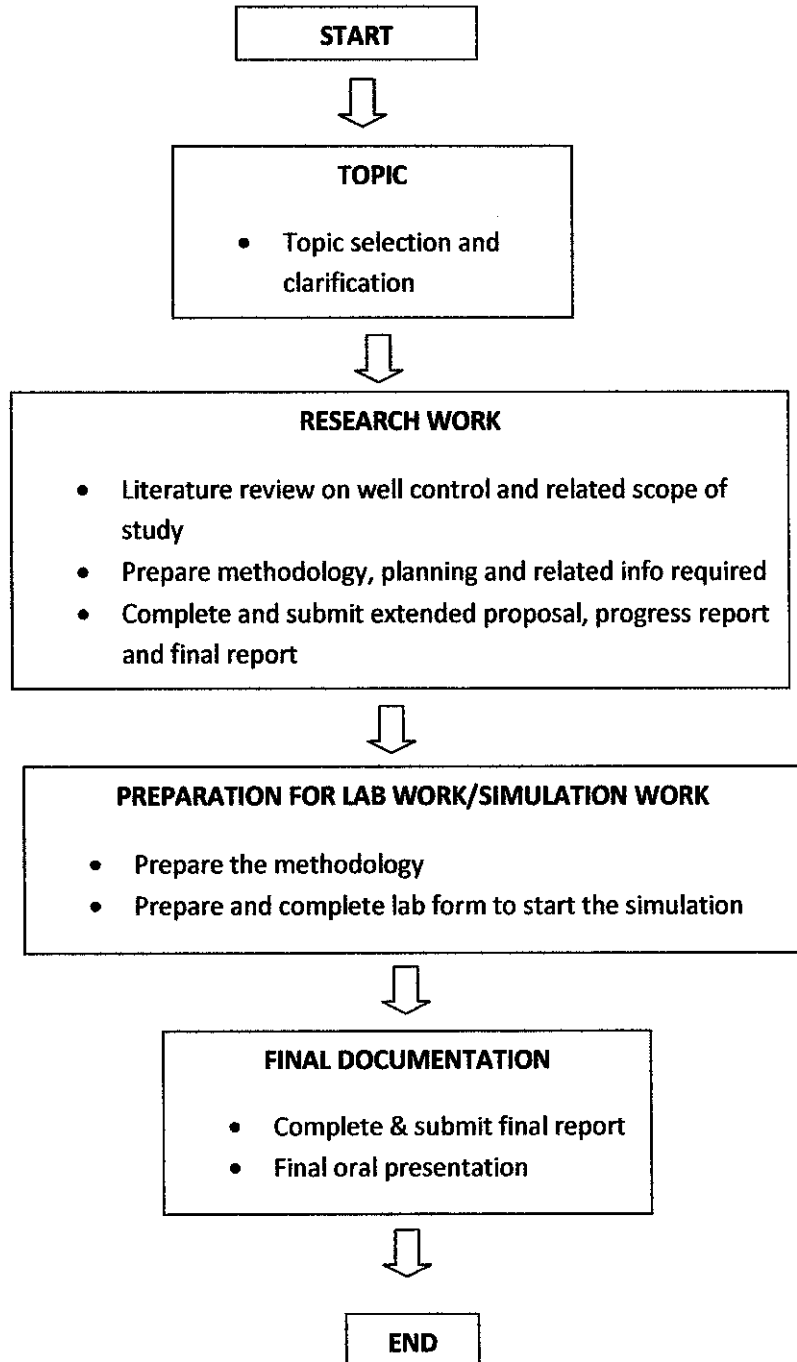 START
TOPIC
• Topic selection and
clarification
RESEARCH WORK
• Literature review on well control and related scope of
study
• Prepare methodology, planning and related info required
• Complete and submit extended proposal, progress report
and final report
PREPARATION FOR LAB WORK/SIMULATION WORK
• Prepare the methodology
• Prepare and complete lab form to start the simulation
FINAL DOCUMENTATION
• Complete & submit final report
• Final oral presentation
END